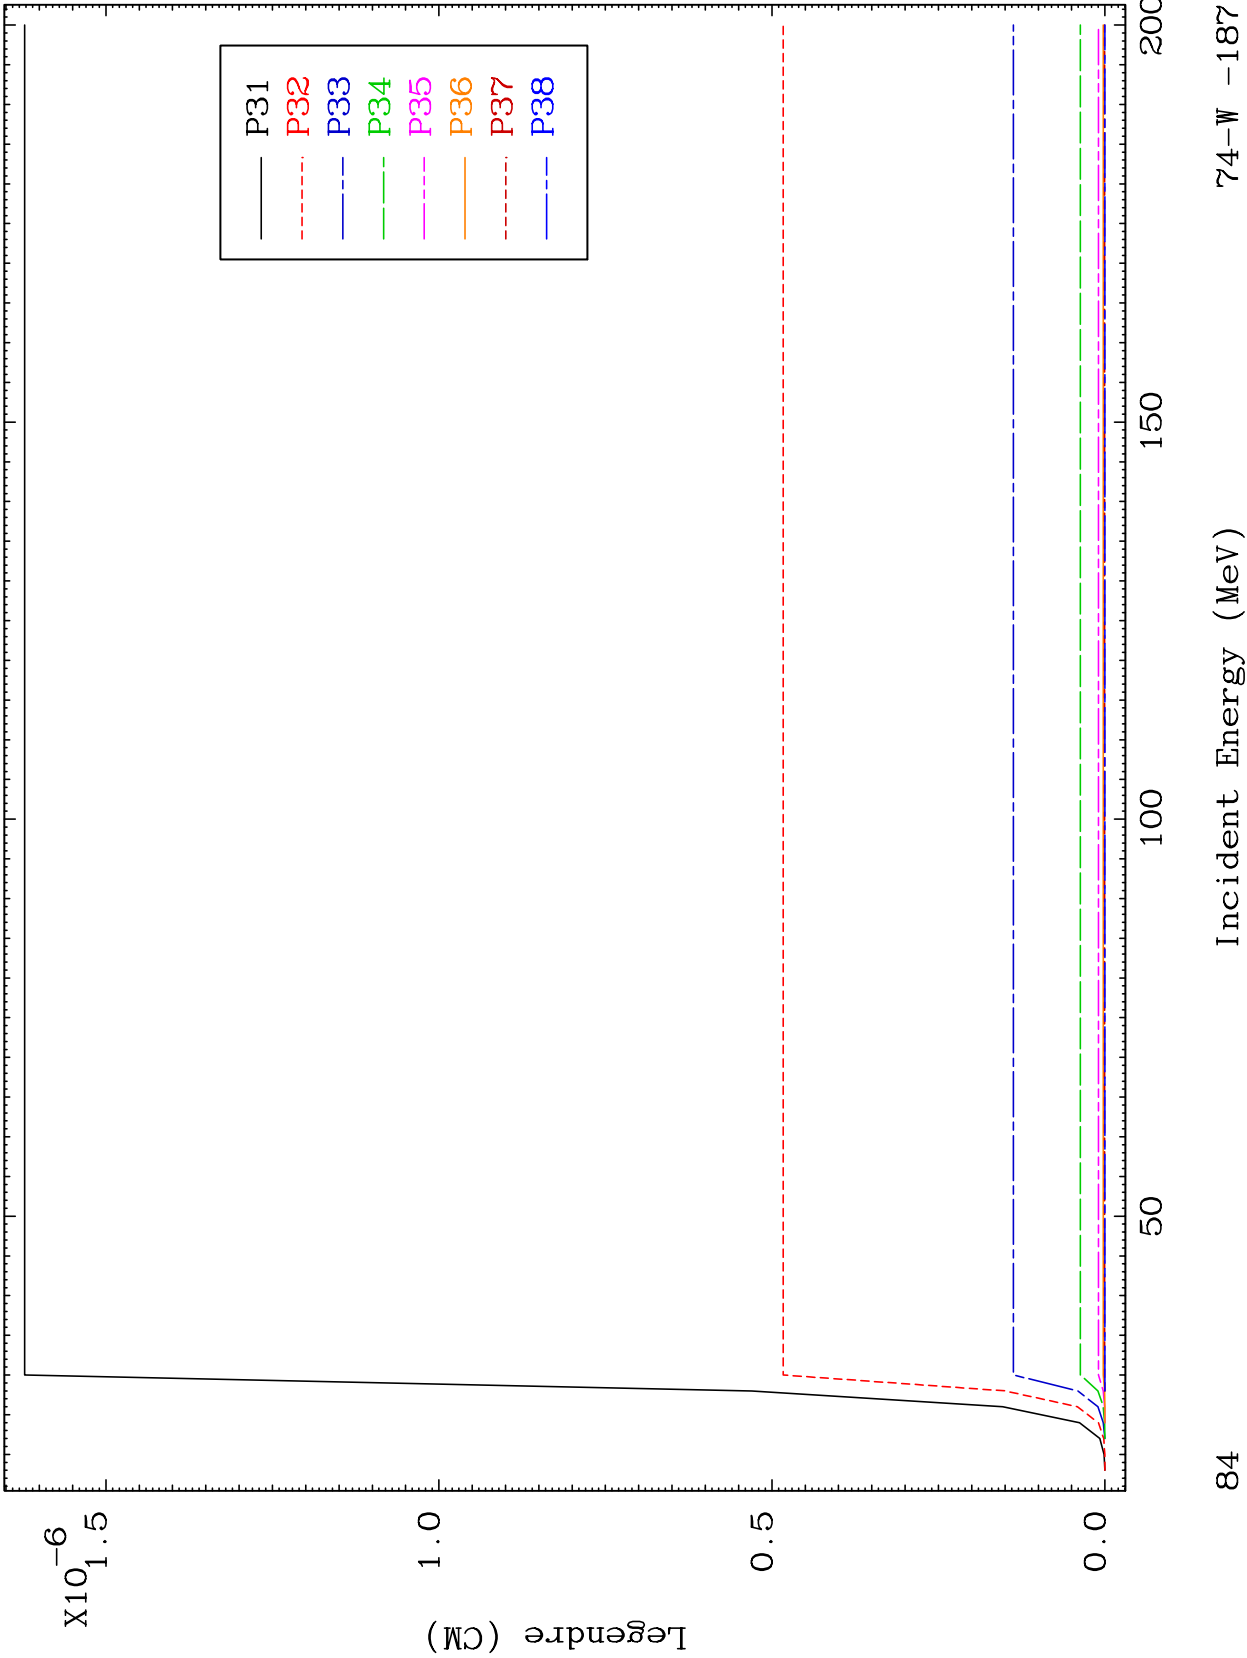 X10-6
1.5
1.0
0.5
0.0
Legendre (CM)
P31
P32
P33
P34
P35
P36
P37
P38
50
100
150
200
Incident Energy (MeV)
84
74-W -187